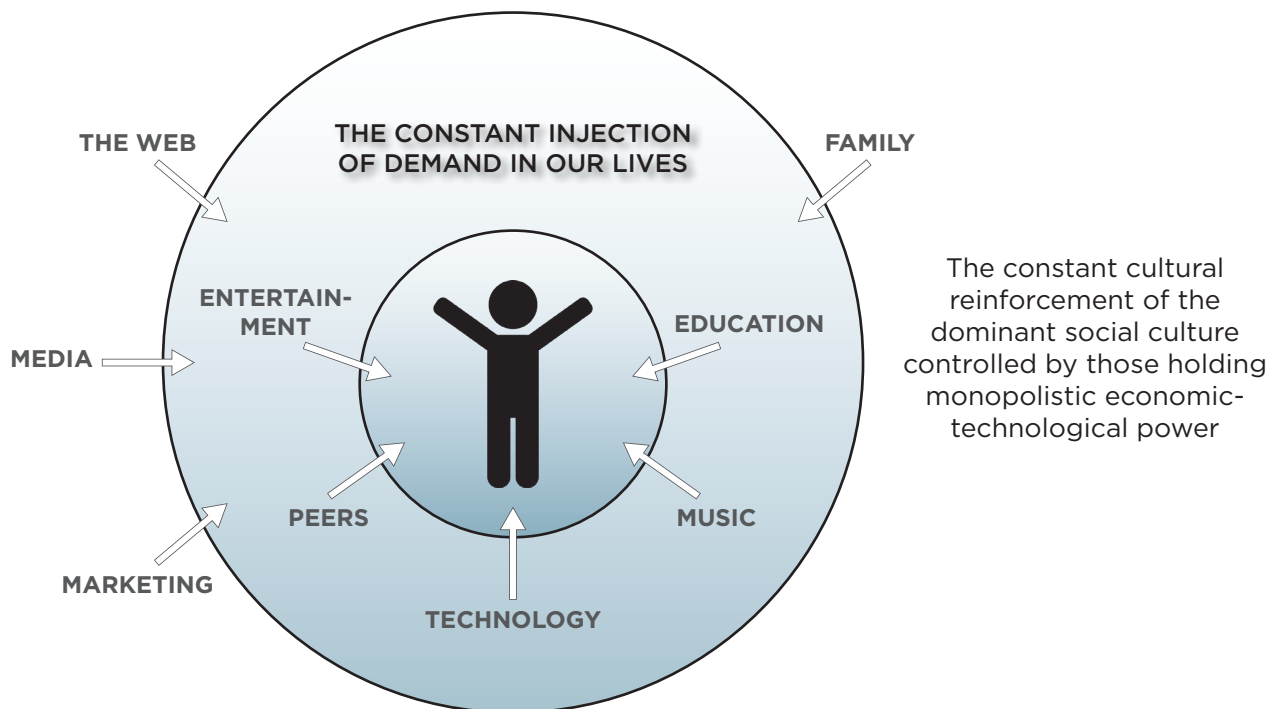 THE WEB
THE CONSTANT INJECTION
OF DEMAND IN OUR LIVES
FAMILY
ENTERTAIN-
MENT
EDUCATION
MEDIA
The constant cultural
reinforcement of the
dominant social culture
controlled by those holding
monopolistic economic-
technological power
PEERS
MUSIC
MARKETING
TECHNOLOGY